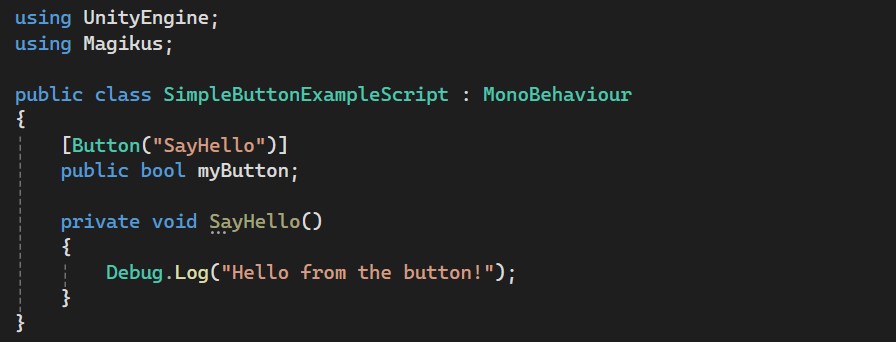 using UnityEngine;
using Magikus;
public class SimpleButtonExampleScript : MonoBehaviour
{
[Button("SayHello")]
public bool myButton;
private void SayHello()
{
Debug.Log("Hello from the button!");
}
}